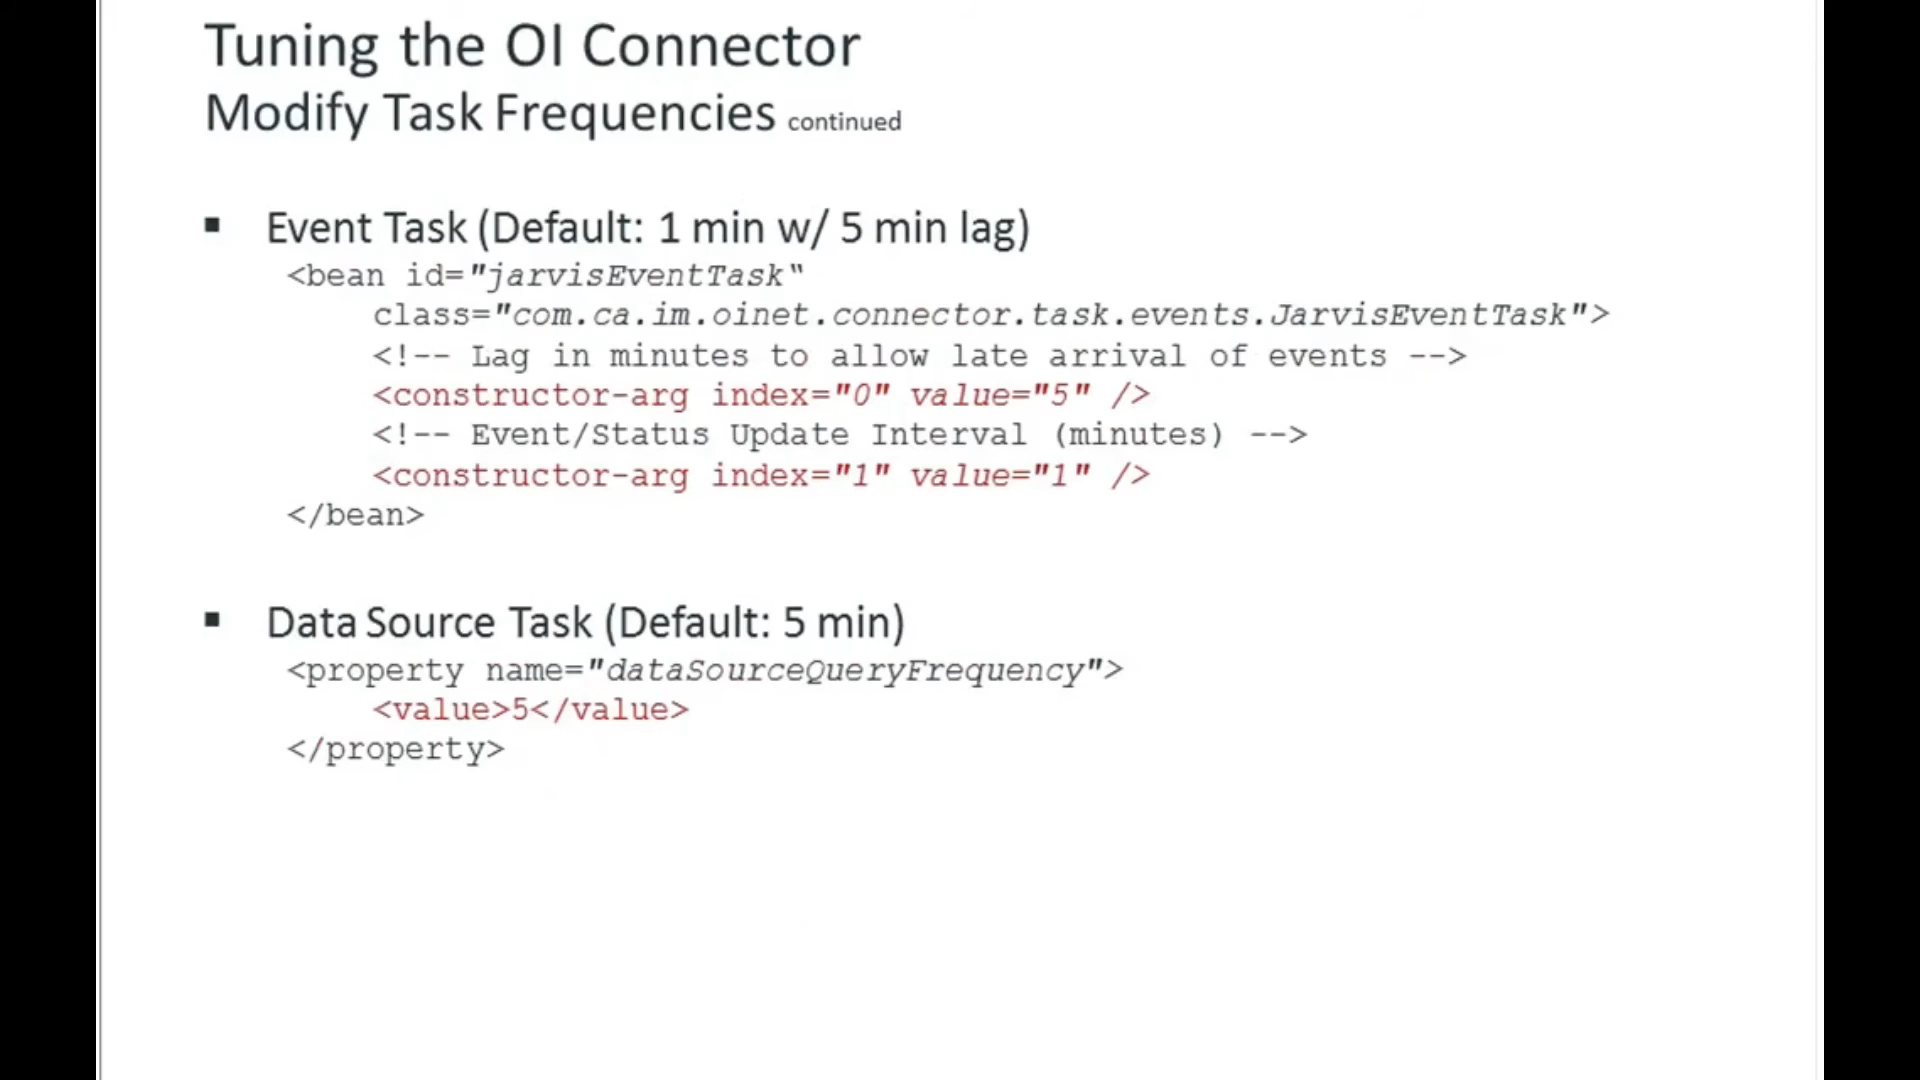 Tuning the OI Connector
Modify Task Frequencies continued
▪ Event Task (Default: 1 min w/ 5 min lag)
<bean id="jarvisEventTask"
class="com.ca.im.oinet.connector.task.events.JarvisEventTask">
<!-- Lag in minutes to allow late arrival of events -->
<constructor-arg index="0" value="5" />
<!-- Event/Status Update Interval (minutes) -->
<constructor-arg index="1" value="1" />
</bean>
▪ Data Source Task (Default: 5 min)
<property name="dataSourceQueryFrequency">
<value>5</value>
</property>